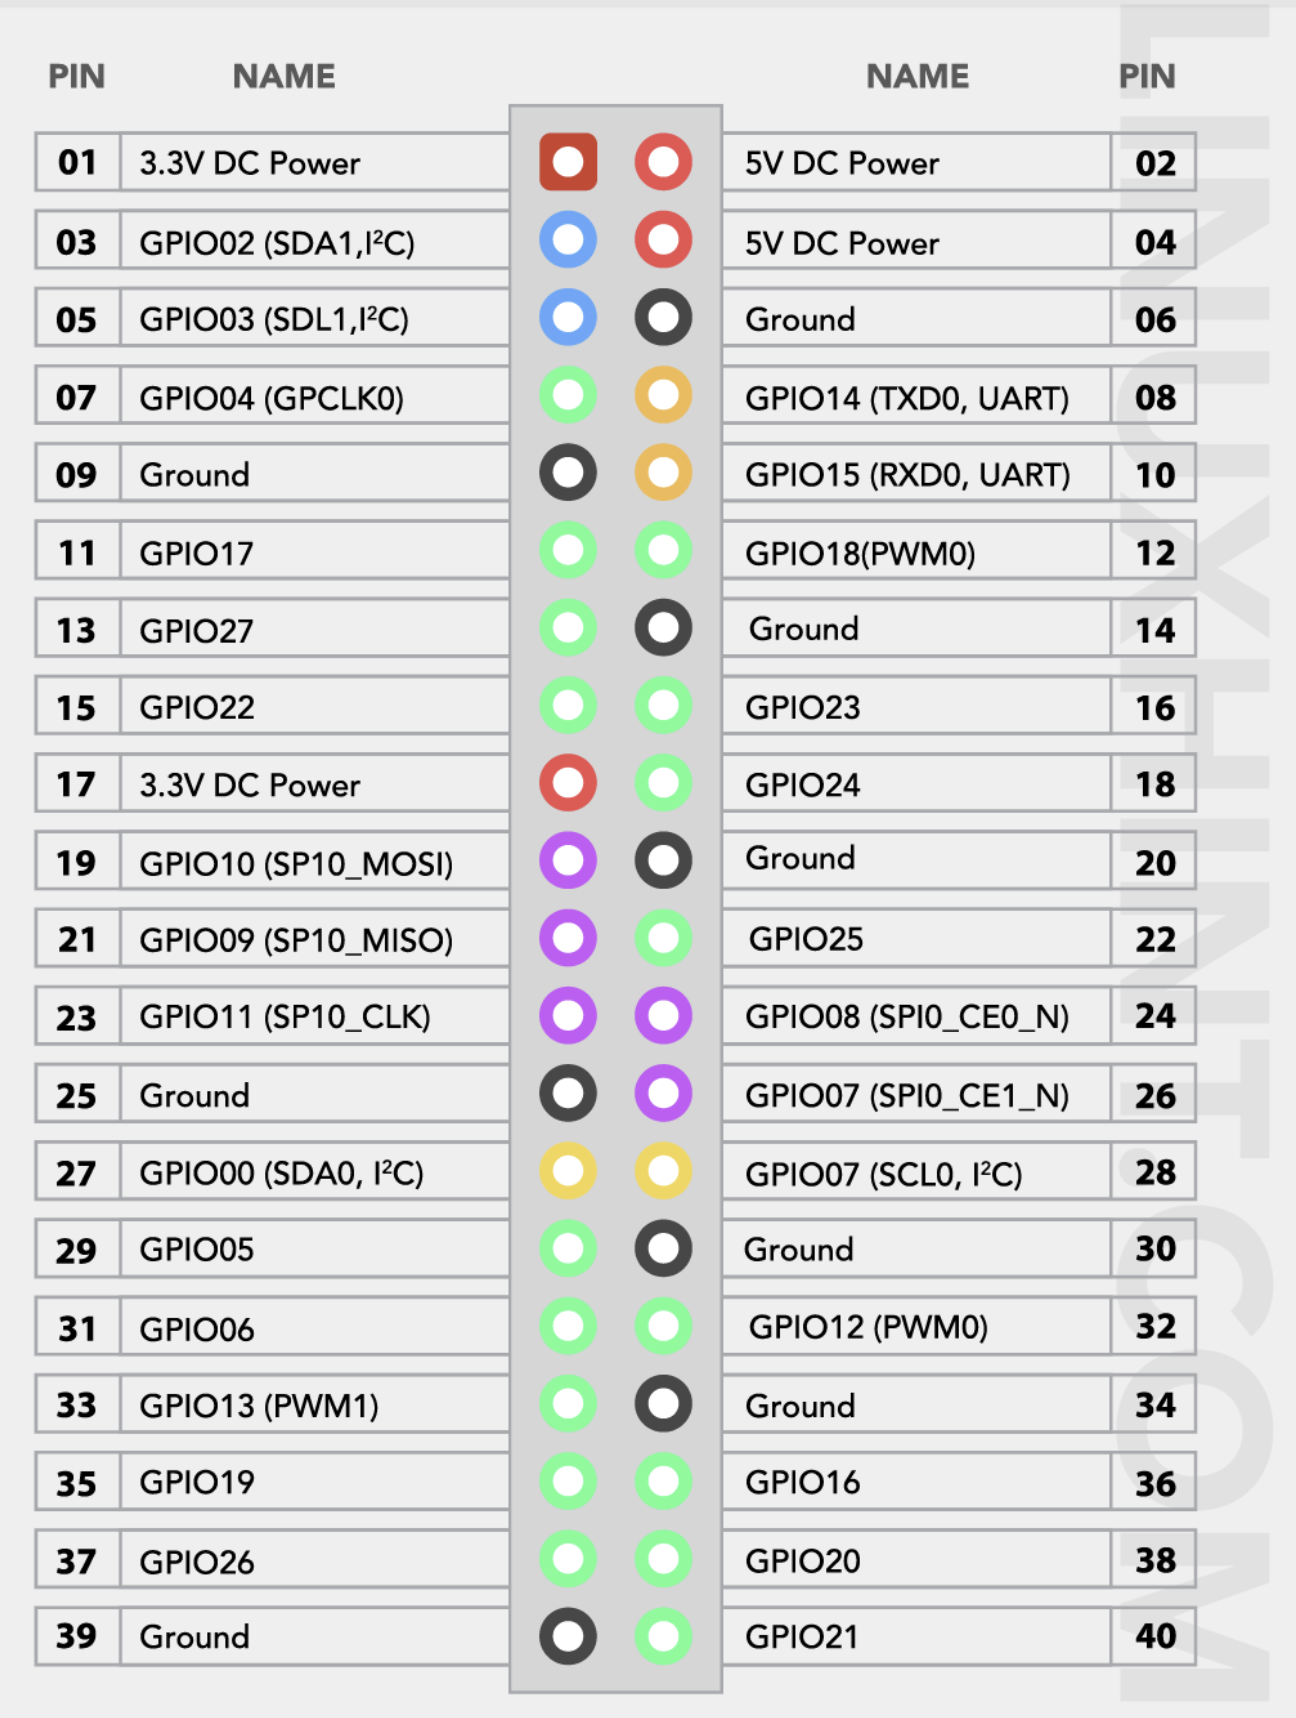 PIN NAME NAME PIN
01 3.3V DC Power 5V DC Power 02
03 GPIO02 (SDA1,I²C) 5V DC Power 04
05 GPIO03 (SDL1,I²C) Ground 06
07 GPIO04 (GPCLK0) GPIO14 (TXD0, UART) 08
09 Ground GPIO15 (RXD0, UART) 10
11 GPIO17 GPIO18(PWM0) 12
13 GPIO27 Ground 14
15 GPIO22 GPIO23 16
17 3.3V DC Power GPIO24 18
19 GPIO10 (SP10_MOSI) Ground 20
21 GPIO09 (SP10_MISO) GPIO25 22
23 GPIO11 (SP10_CLK) GPIO08 (SPI0_CE0_N) 24
25 Ground GPIO07 (SPI0_CE1_N) 26
27 GPIO00 (SDA0, I²C) GPIO07 (SCL0, I²C) 28
29 GPIO05 Ground 30
31 GPIO06 GPIO12 (PWM0) 32
33 GPIO13 (PWM1) Ground 34
35 GPIO19 GPIO16 36
37 GPIO26 GPIO20 38
39 Ground GPIO21 40
LINUXHINT.COM